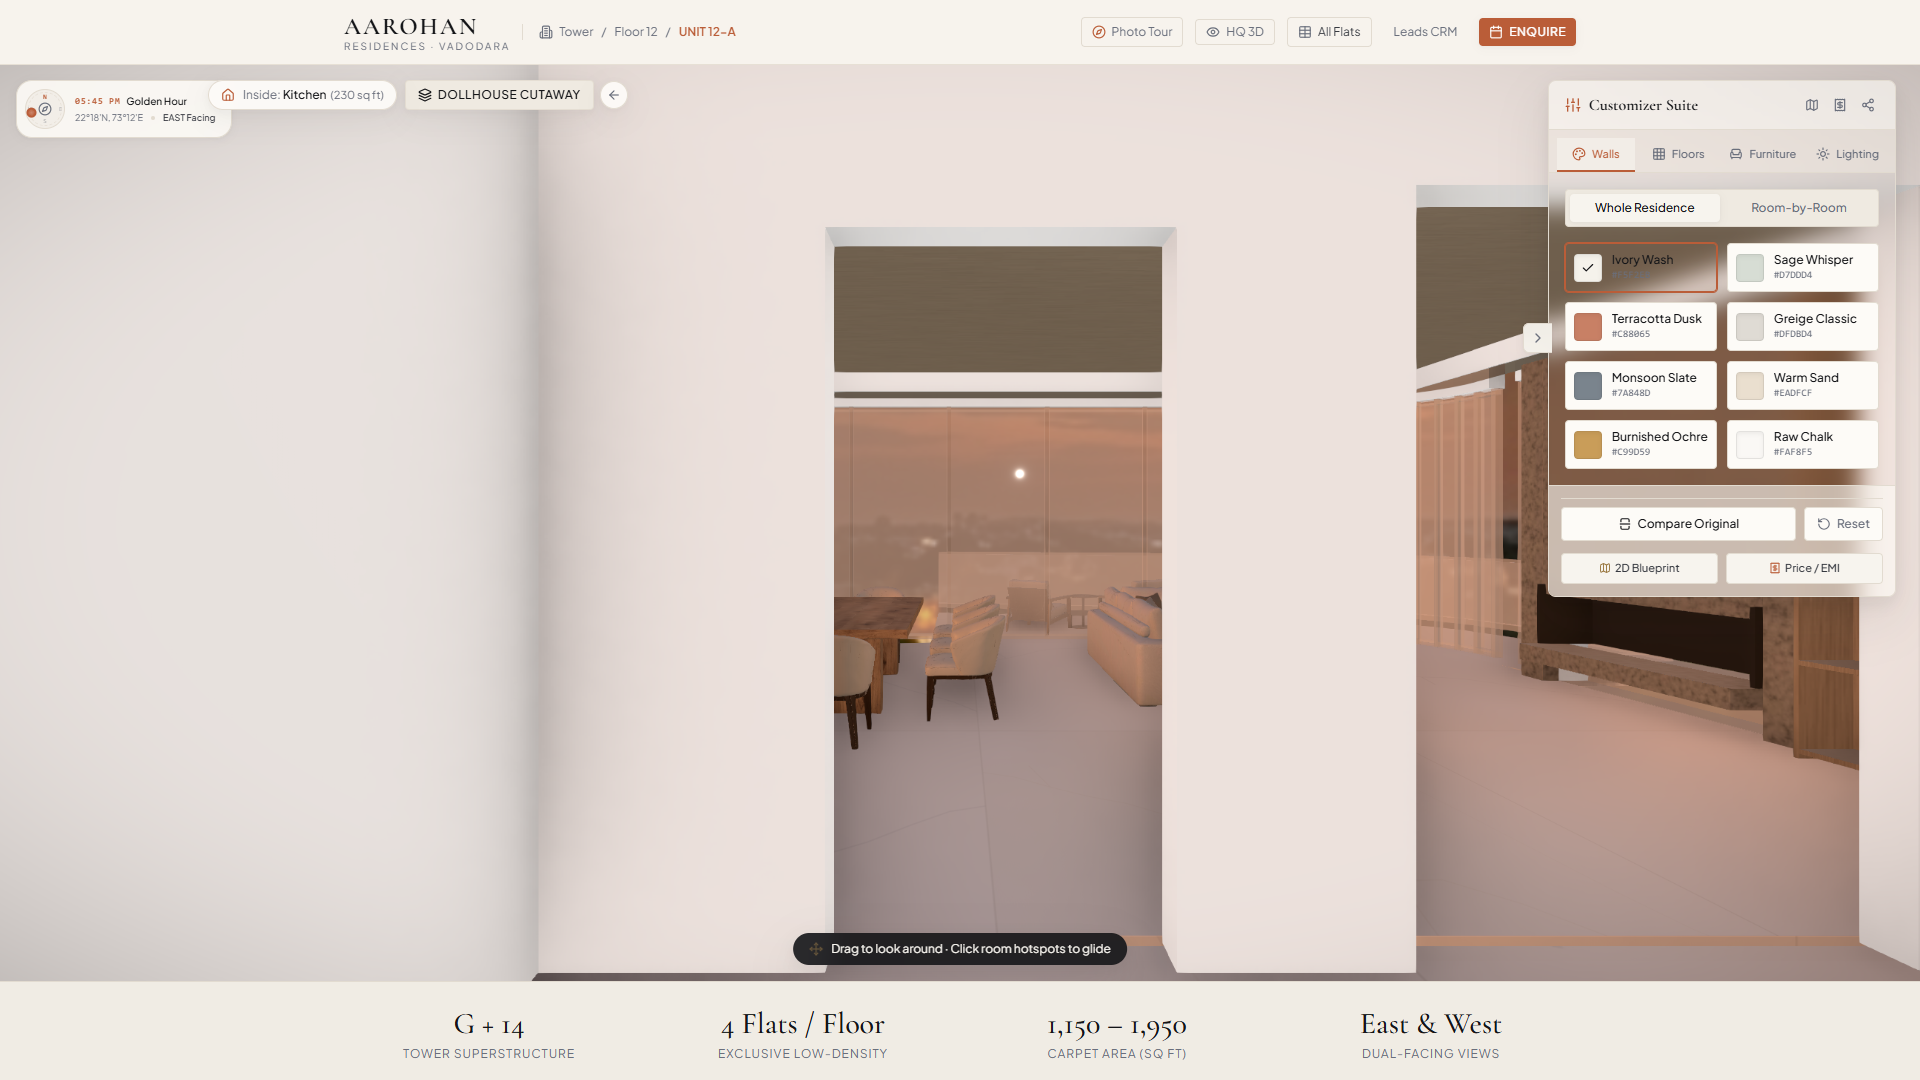 AAROHAN
RESIDENCES · VADODARA
Tower / Floor 12 / UNIT 12-A
Photo Tour
HQ 3D
All Flats
Leads CRM
ENQUIRE
N
05:45 PM Golden Hour
22°18'N, 73°12'E EAST Facing
Inside: Kitchen (230 sq ft)
DOLLHOUSE CUTAWAY
Customizer Suite
Walls
Floors
Furniture
Lighting
Whole Residence
Room-by-Room
Ivory Wash
Sage Whisper
#D7DDD4
Terracotta Dusk
#C88065
Greige Classic
#DFDBD4
Monsoon Slate
#7A848D
Warm Sand
#EADFCF
Burnished Ochre
#C99D59
Raw Chalk
#FAF8F5
Compare Original
Reset
2D Blueprint
Price / EMI
Drag to look around · Click room hotspots to glide
G + 14
TOWER SUPERSTRUCTURE
4 Flats / Floor
EXCLUSIVE LOW-DENSITY
1,150 – 1,950
CARPET AREA (SQ FT)
East & West
DUAL-FACING VIEWS